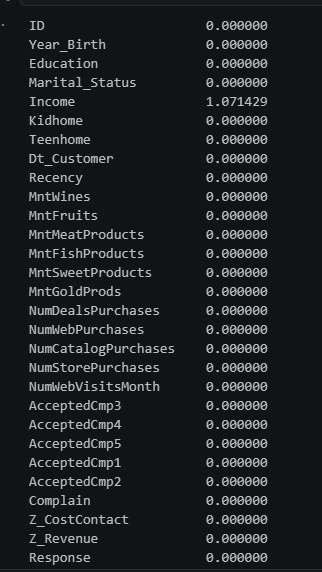 ID 0.000000
Year_Birth 0.000000
Education 0.000000
Marital_Status 0.000000
Income 1.071429
Kidhome 0.000000
Teenhome 0.000000
Dt_Customer 0.000000
Recency 0.000000
MntWines 0.000000
MntFruits 0.000000
MntMeatProducts 0.000000
MntFishProducts 0.000000
MntSweetProducts 0.000000
MntGoldProds 0.000000
NumDealsPurchases 0.000000
NumWebPurchases 0.000000
NumCatalogPurchases 0.000000
NumStorePurchases 0.000000
NumWebVisitsMonth 0.000000
AcceptedCmp3 0.000000
AcceptedCmp4 0.000000
AcceptedCmp5 0.000000
AcceptedCmp1 0.000000
AcceptedCmp2 0.000000
Complain 0.000000
Z_CostContact 0.000000
Z_Revenue 0.000000
Response 0.000000